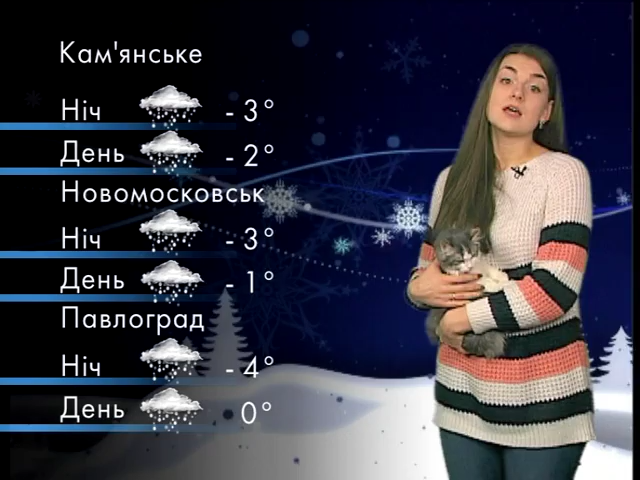 Кам'янське
Ніч - 3°
День - 2°
Новомосковськ
Ніч - 3°
День - 1°
Павлоград
Ніч - 4°
День 0°